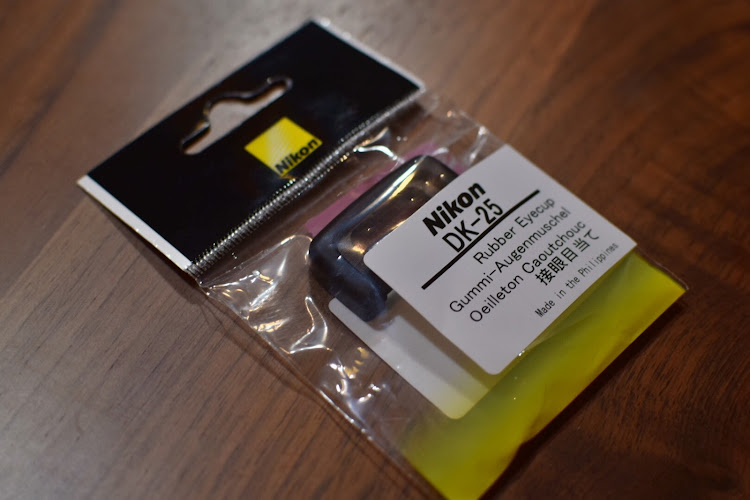 Nikon
Nikon
DK-25
Rubber Eyecup
Gummi-Augenmuschel
Oeilleton Caoutchouc
接眼目当て
Made in the Philippines